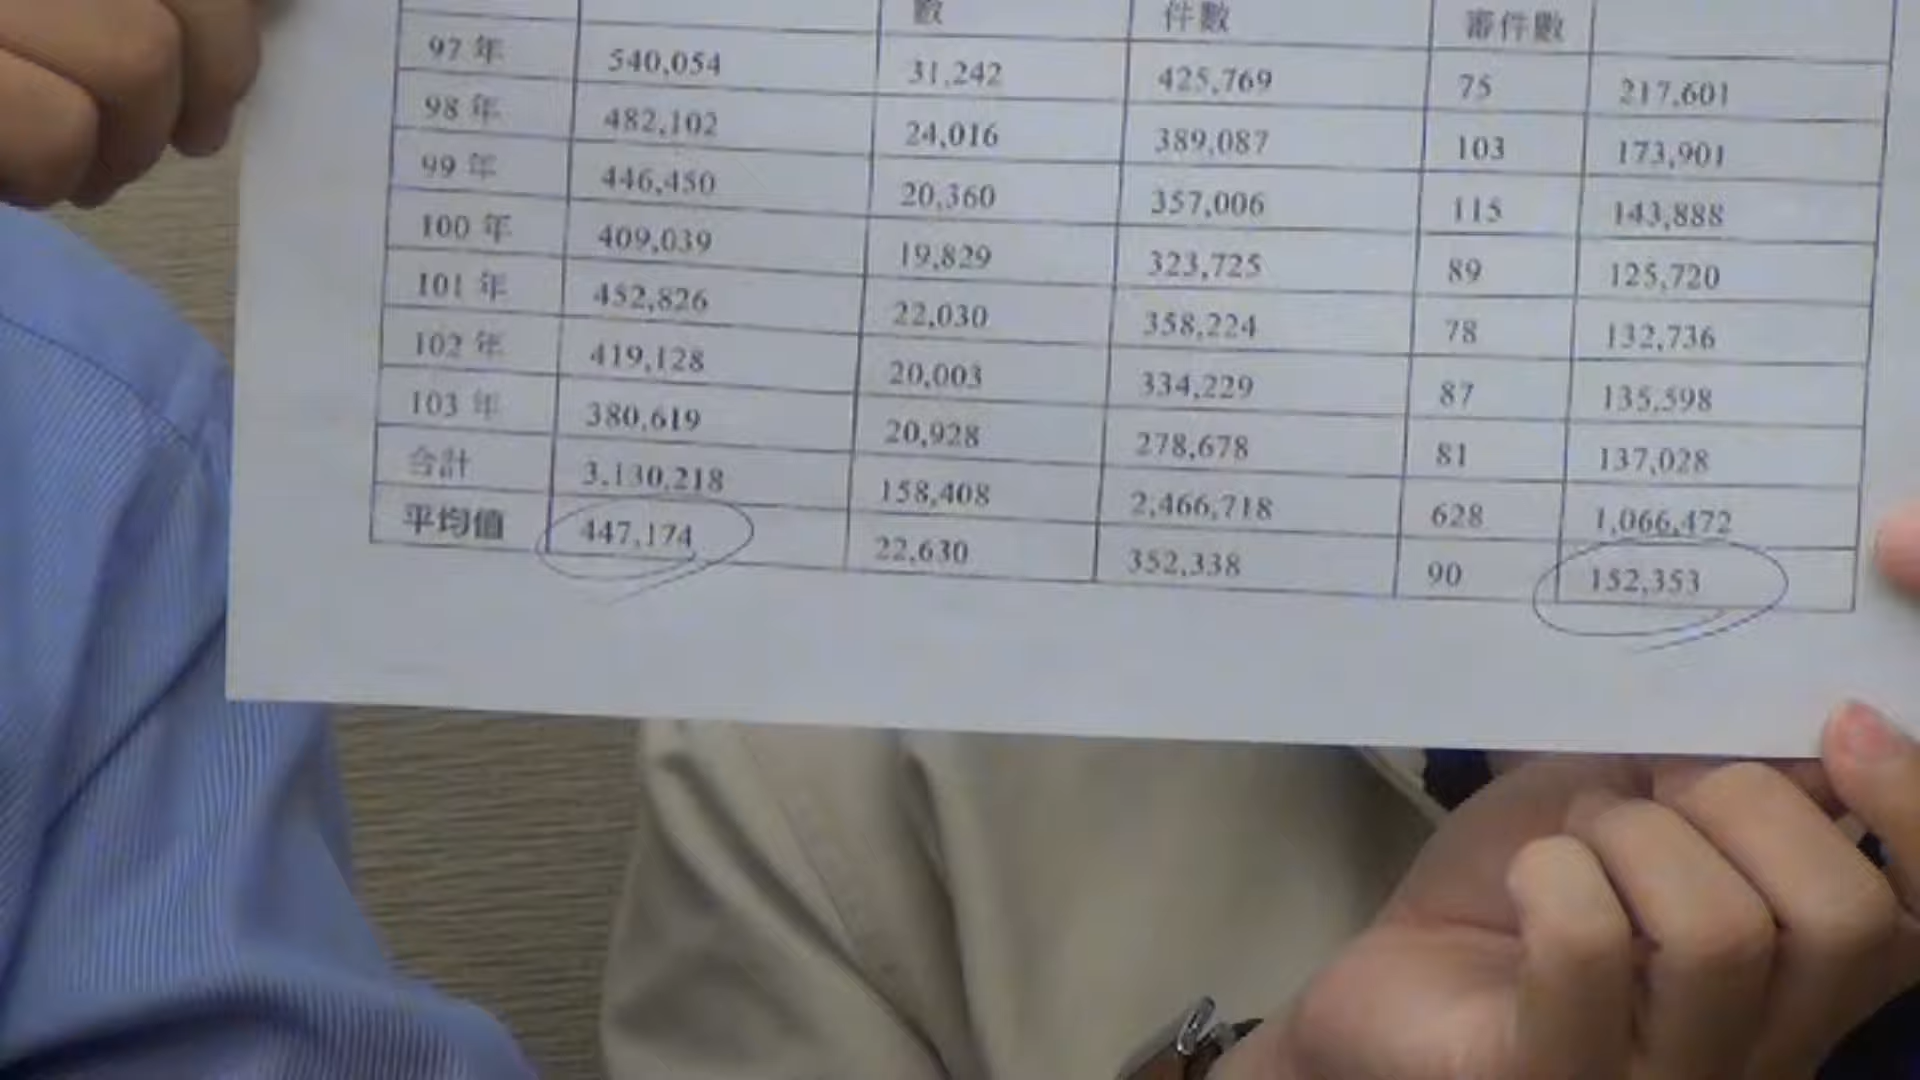 數 件數 審件數
97年 540,054 31,242 425,769 75 217,601
98年 482,102 24,016 389,087 103 173,901
99年 446,450 20,360 357,006 115 143,888
100年 409,039 19,829 323,725 89 125,720
101年 452,826 22,030 358,224 78 132,736
102年 419,128 20,003 334,229 87 135,598
103年 380,619 20,928 278,678 81 137,028
合計 3,130,218 158,408 2,466,718 628 1,066,472
平均值 447,174 22,630 352,338 90 152,353